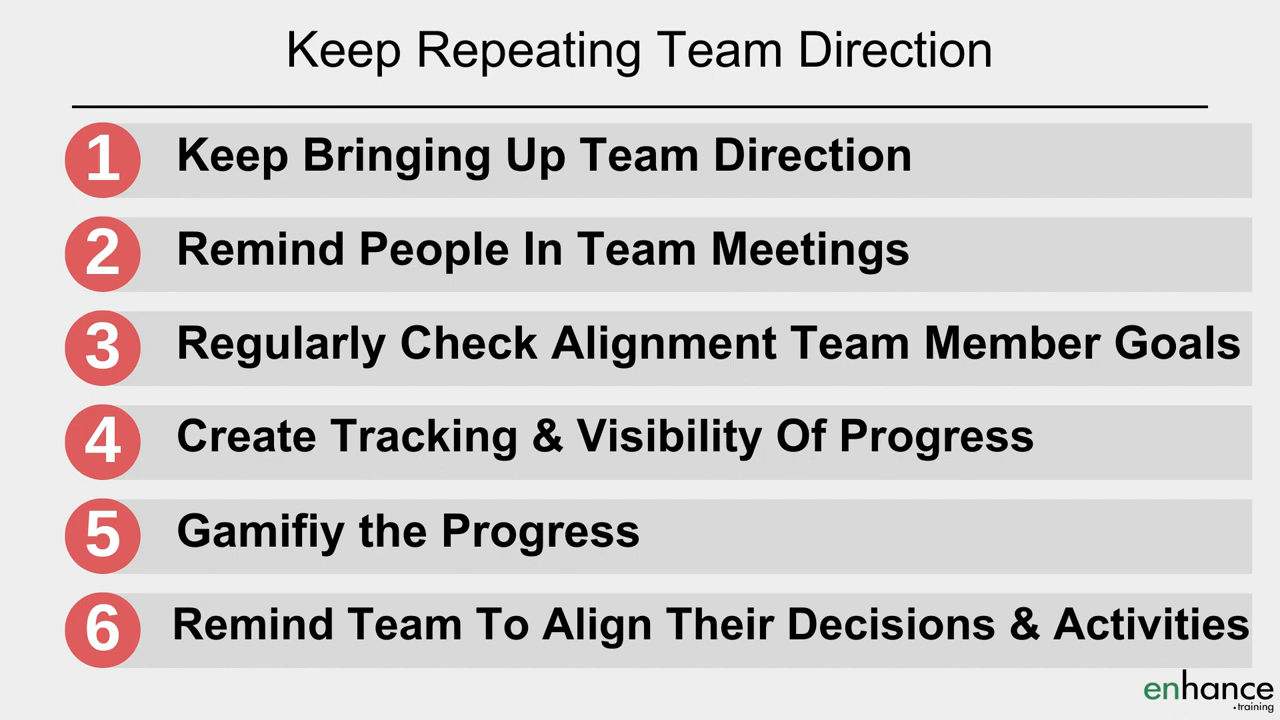 Keep Repeating Team Direction
1 Keep Bringing Up Team Direction
2 Remind People In Team Meetings
3 Regularly Check Alignment Team Member Goals
4 Create Tracking & Visibility Of Progress
5 Gamifiy the Progress
6 Remind Team To Align Their Decisions & Activities
enhance
.training